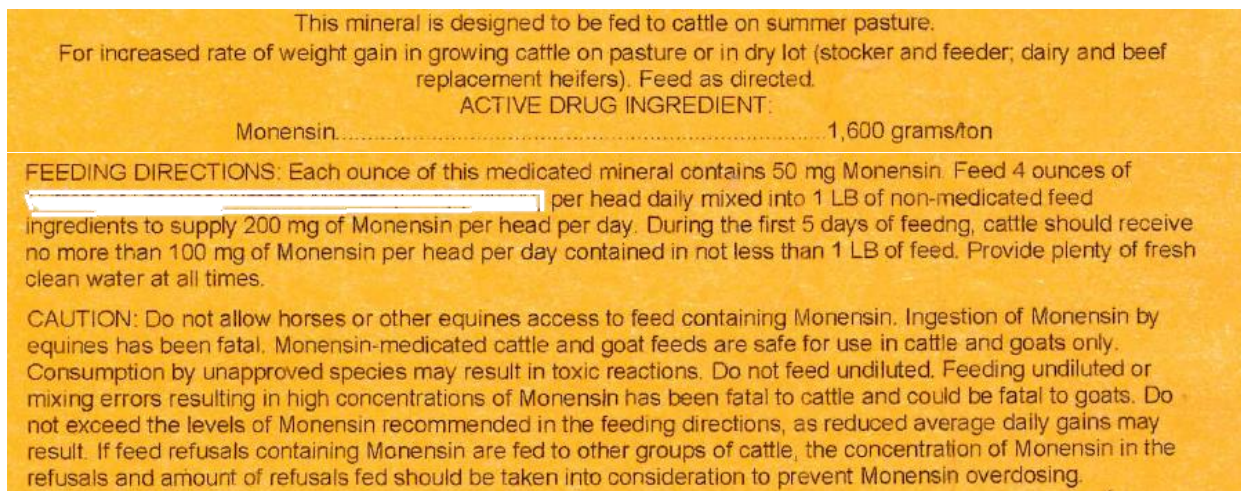 This mineral is designed to be fed to cattle on summer pasture.
For increased rate of weight gain in growing cattle on pasture or in dry lot (stocker and feeder; dairy and beef
replacement heifers). Feed as directed.
ACTIVE DRUG INGREDIENT:
Monensin..........................................................................1,600 grams/ton
FEEDING DIRECTIONS: Each ounce of this medicated mineral contains 50 mg Monensin. Feed 4 ounces of
per head daily mixed into 1 LB of non-medicated feed
ingredients to supply 200 mg of Monensin per head per day. During the first 5 days of feedng, cattle should receive
no more than 100 mg of Monensin per head per day contained in not less than 1 LB of feed. Provide plenty of fresh
clean water at all times.
CAUTION: Do not allow horses or other equines access to feed containing Monensin. Ingestion of Monensin by
equines has been fatal. Monensin-medicated cattle and goat feeds are safe for use in cattle and goats only.
Consumption by unapproved species may result in toxic reactions. Do not feed undiluted. Feeding undiluted or
mixing errors resulting in high concentrations of Monensin has been fatal to cattle and could be fatal to goats. Do
not exceed the levels of Monensin recommended in the feeding directions, as reduced average daily gains may
result. If feed refusals containing Monensin are fed to other groups of cattle, the concentration of Monensin in the
refusals and amount of refusals fed should be taken into consideration to prevent Monensin overdosing.